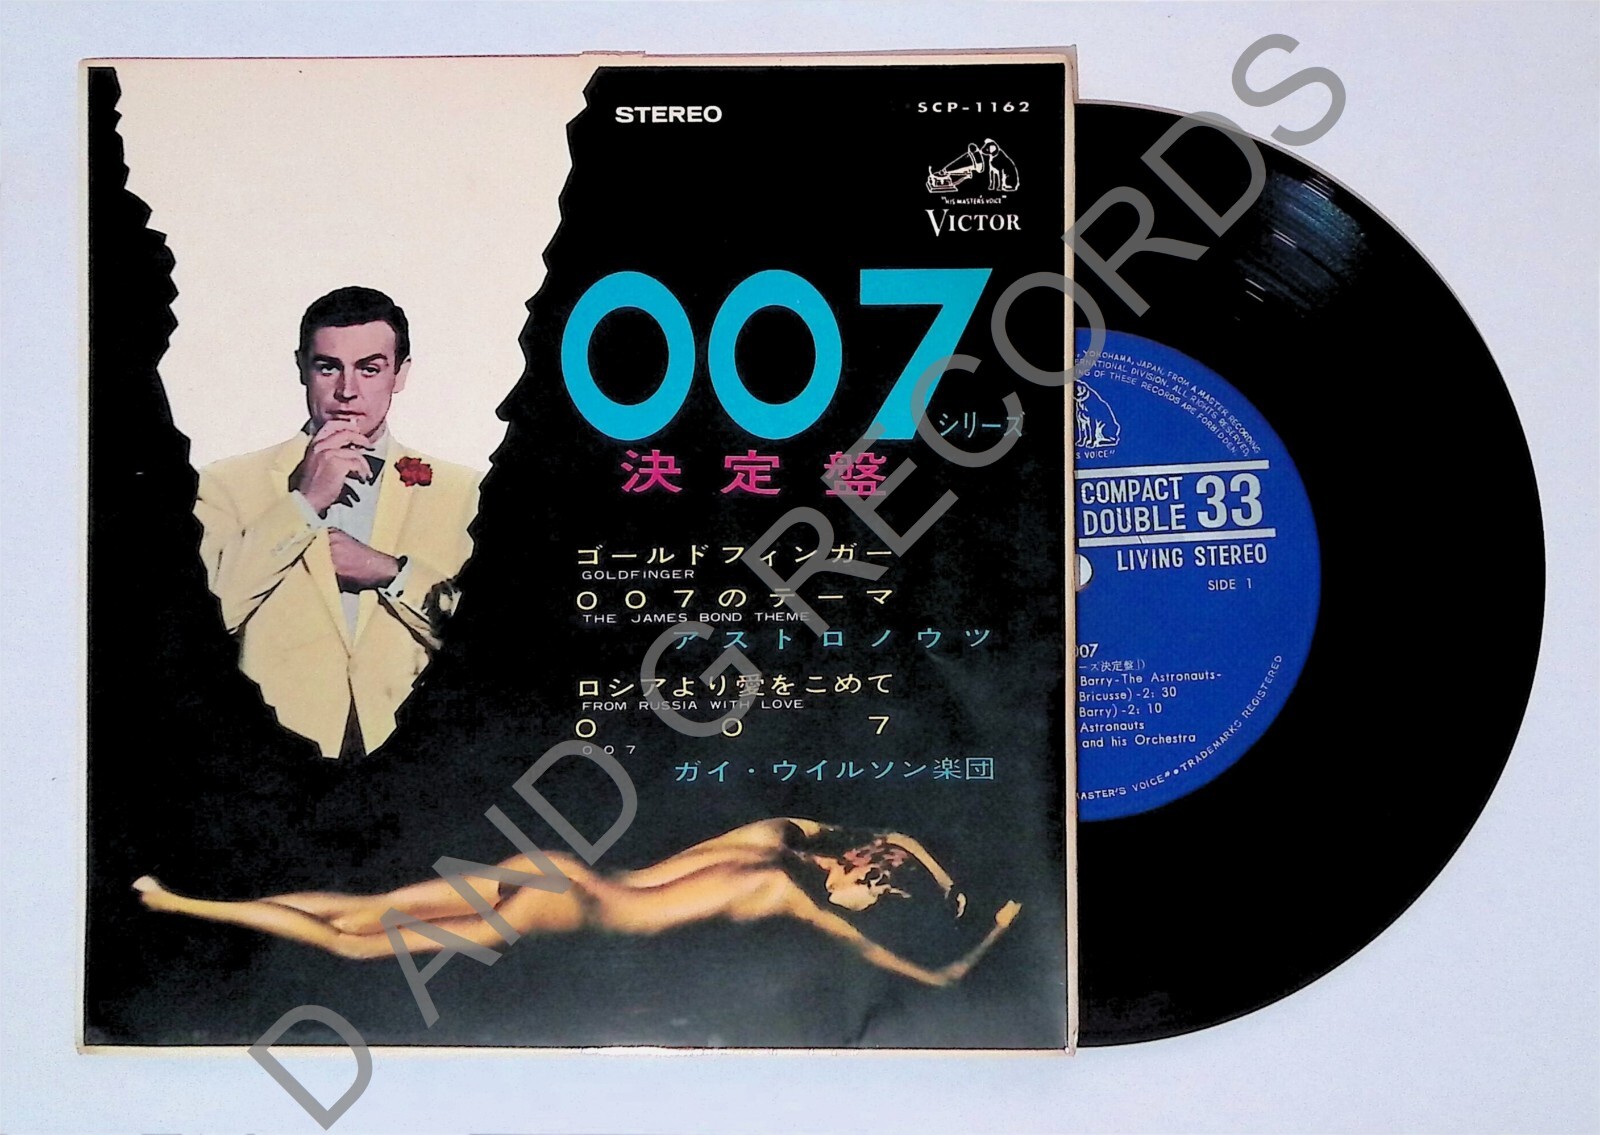 STEREO
SCP-1162
"HIS MASTER'S VOICE"
VICTOR
007
シリーズ
決定盤
ゴールドフィンガー
GOLDFINGER
007のテーマ
THE JAMES BOND THEME
アストロノウツ
ロシアより愛をこめて
FROM RUSSIA WITH LOVE
007
007
ガイ・ウイルソン楽団
YOKOHAMA, JAPAN, FROM A MASTER RECORDING
INTERNATIONAL DIVISION. ALL RIGHTS RESERVED.
OF THESE RECORDS ARE FORBIDDEN.
VOICE"
COMPACT
DOUBLE 33
LIVING STEREO
SIDE 1
007
ーズ決定盤」)
Barry-The Astronauts-
Bricusse)-2:30
Barry)-2:10
Astronauts
and his Orchestra
MASTER'S VOICE"●TRADEMARKS REGISTERED
D AND G RECORDS